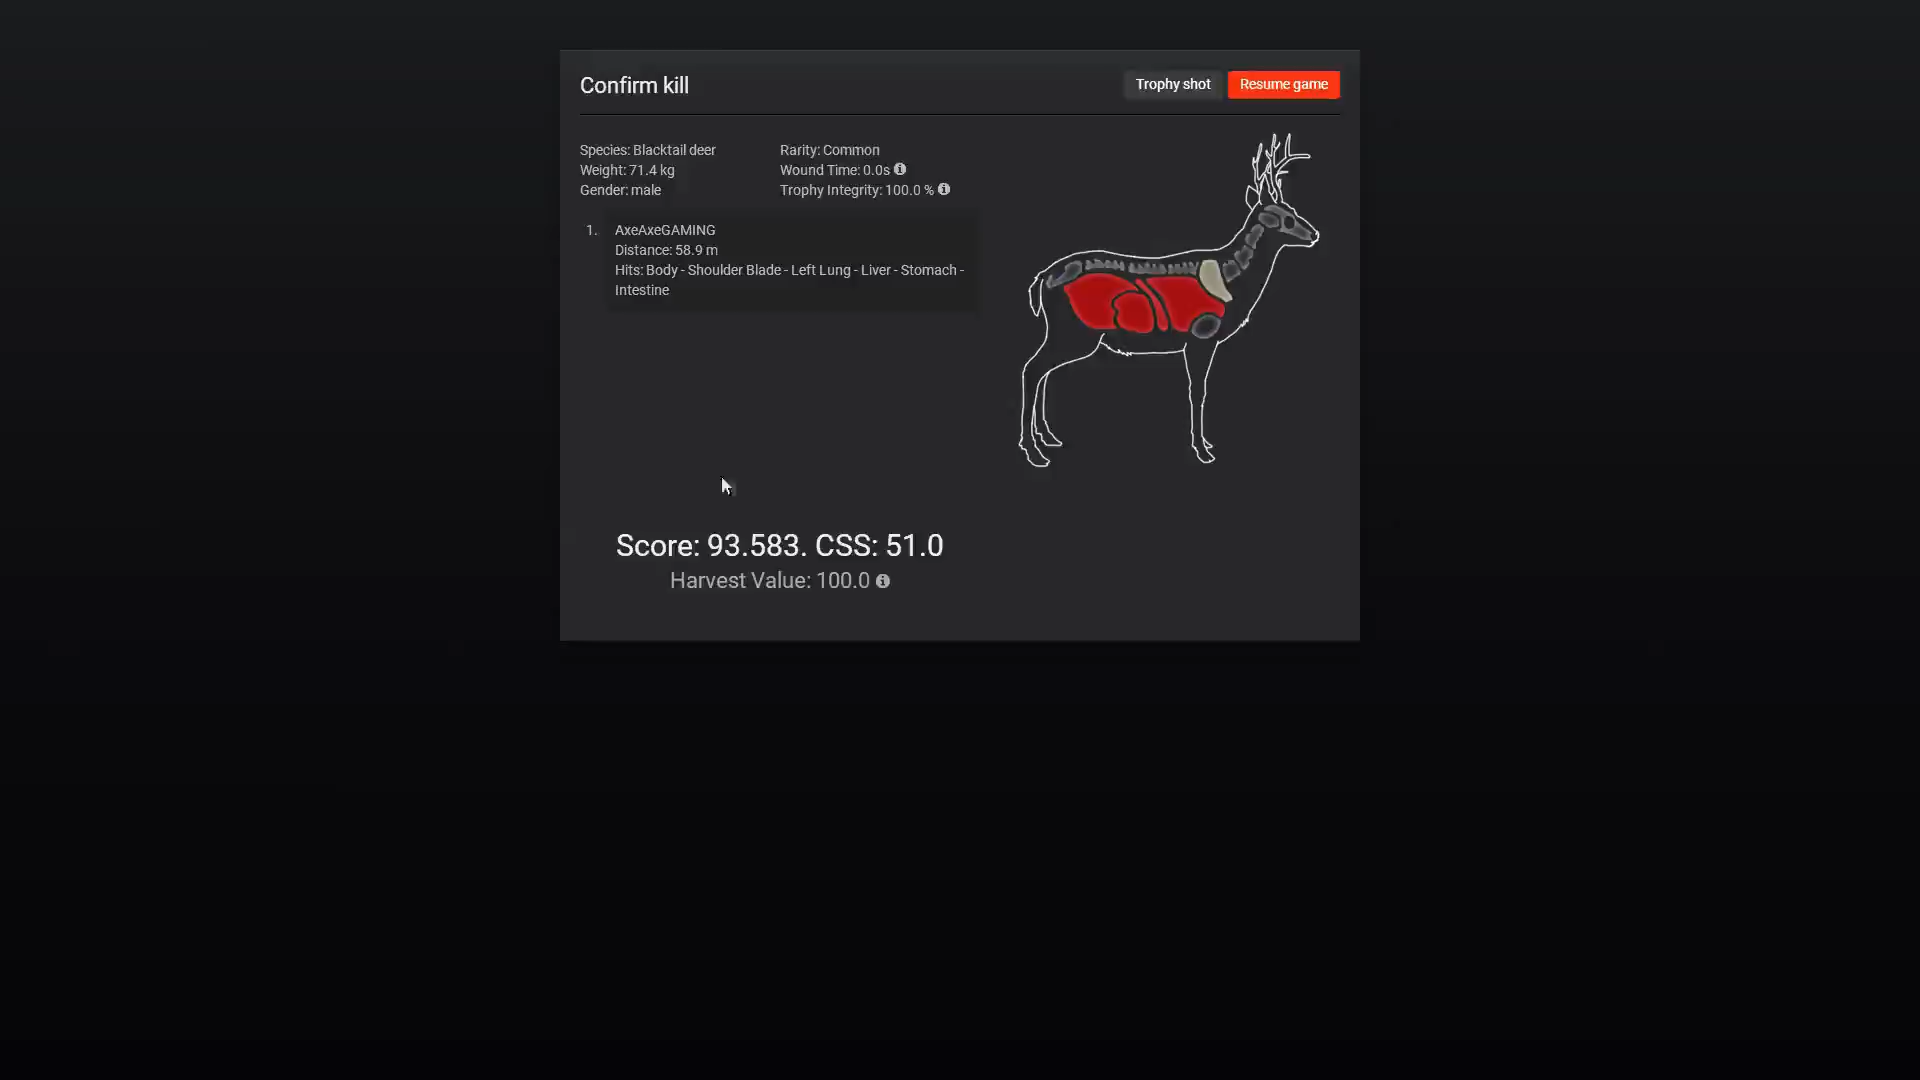 Confirm kill
Trophy shot
Resume game
Species: Blacktail deer
Weight: 71.4 kg
Gender: male
Rarity: Common
Wound Time: 0.0s
Trophy Integrity: 100.0 %
1. AxeAxeGAMING
Distance: 58.9 m
Hits: Body - Shoulder Blade - Left Lung - Liver - Stomach -
Intestine
Score: 93.583. CSS: 51.0
Harvest Value: 100.0